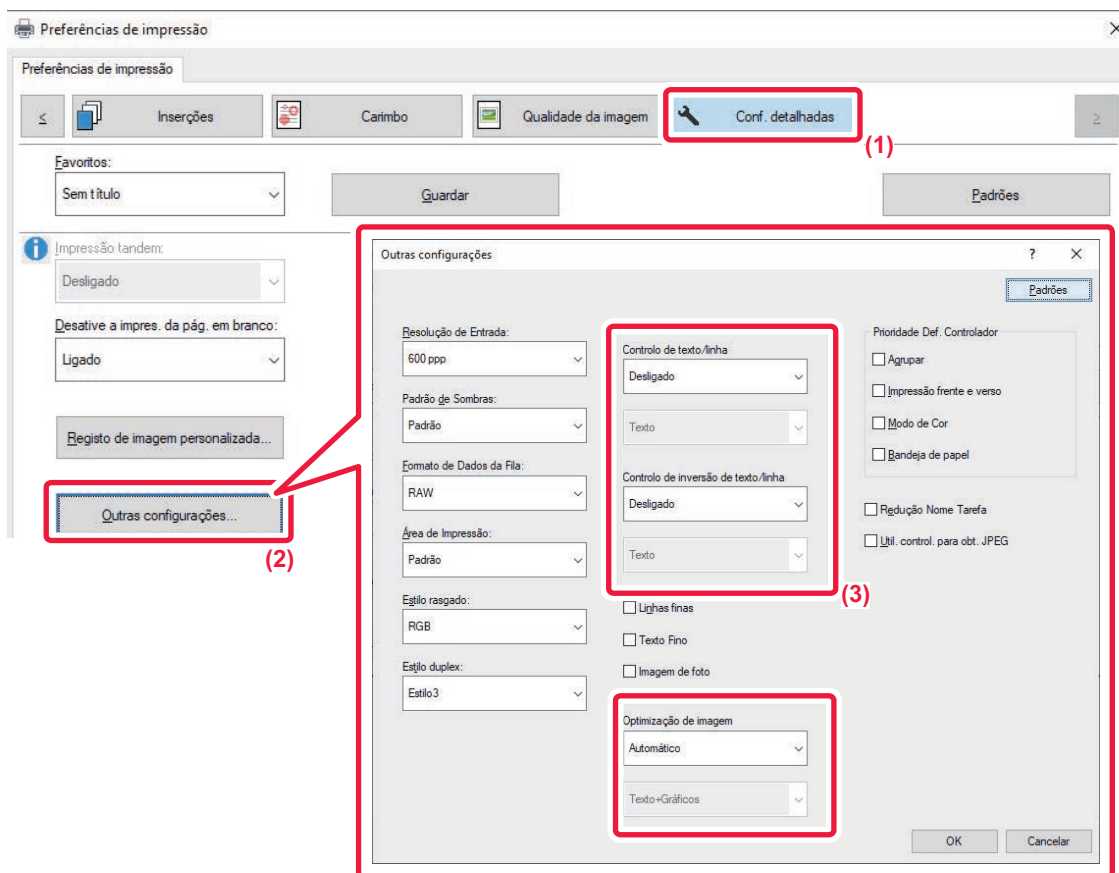 Preferências de impressão
Preferências de impressão
<
Inserções
Carimbo
Qualidade da imagem
Conf. detalhadas
>
(1)
Favoritos:
Sem título
Guardar
Padrões
Impressão tandem:
Desligado
Desative a impres. da pág. em branco:
Ligado
Registo de imagem personalizada...
Outras configurações...
(2)
Outras configurações
?
Padrões
Resolução de Entrada:
600 ppp
Padrão de Sombras:
Padrão
Formato de Dados da Fila:
RAW
Área de Impressão:
Padrão
Estilo rasgado:
RGB
Estilo duplex:
Estilo3
Controlo de texto/linha
Desligado
Texto
Controlo de inversão de texto/linha
Desligado
Texto
(3)
Linhas finas
Texto Fino
Imagem de foto
Optimização de imagem
Automático
Texto+Gráficos
Prioridade Def. Controlador
Agrupar
Impressão frente e verso
Modo de Cor
Bandeja de papel
Redução Nome Tarefa
Util. control. para obt. JPEG
OK
Cancelar